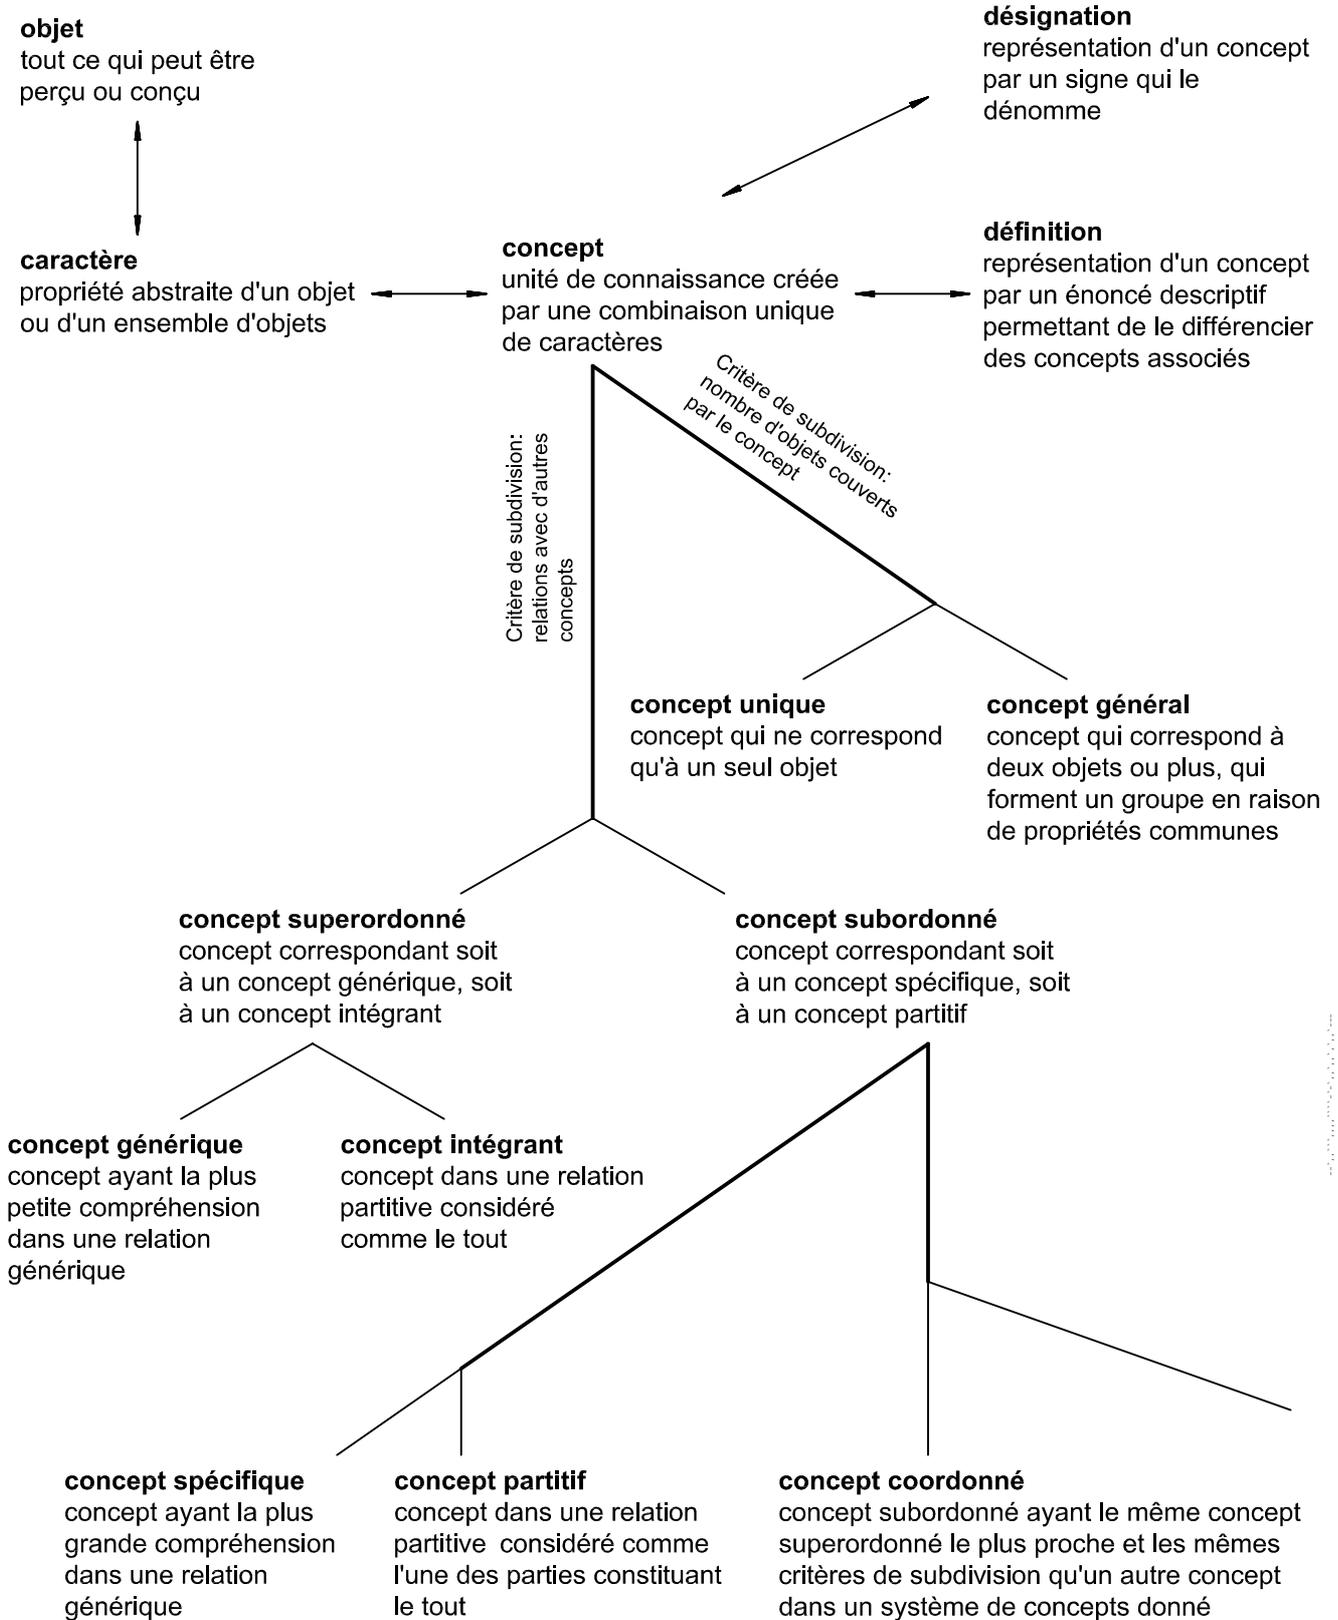 objet
tout ce qui peut être
perçu ou conçu
désignation
représentation d'un concept
par un signe qui le
dénomme
caractère
propriété abstraite d'un objet
ou d'un ensemble d'objets
concept
unité de connaissance créée
par une combinaison unique
de caractères
définition
représentation d'un concept
par un énoncé descriptif
permettant de le différencier
des concepts associés
Critère de subdivision:
relations avec d'autres
concepts
Critère de subdivision:
nombre d'objets couverts
par le concept
concept unique
concept qui ne correspond
qu'à un seul objet
concept général
concept qui correspond à
deux objets ou plus, qui
forment un groupe en raison
de propriétés communes
concept superordonné
concept correspondant soit
à un concept générique, soit
à un concept intégrant
concept subordonné
concept correspondant soit
à un concept spécifique, soit
à un concept partitif
concept générique
concept ayant la plus
petite compréhension
dans une relation
générique
concept intégrant
concept dans une relation
partitive considéré
comme le tout
concept spécifique
concept ayant la plus
grande compréhension
dans une relation
générique
concept partitif
concept dans une relation
partitive considéré comme
l'une des parties constituant
le tout
concept coordonné
concept subordonné ayant le même concept
superordonné le plus proche et les mêmes
critères de subdivision qu'un autre concept
dans un système de concepts donné